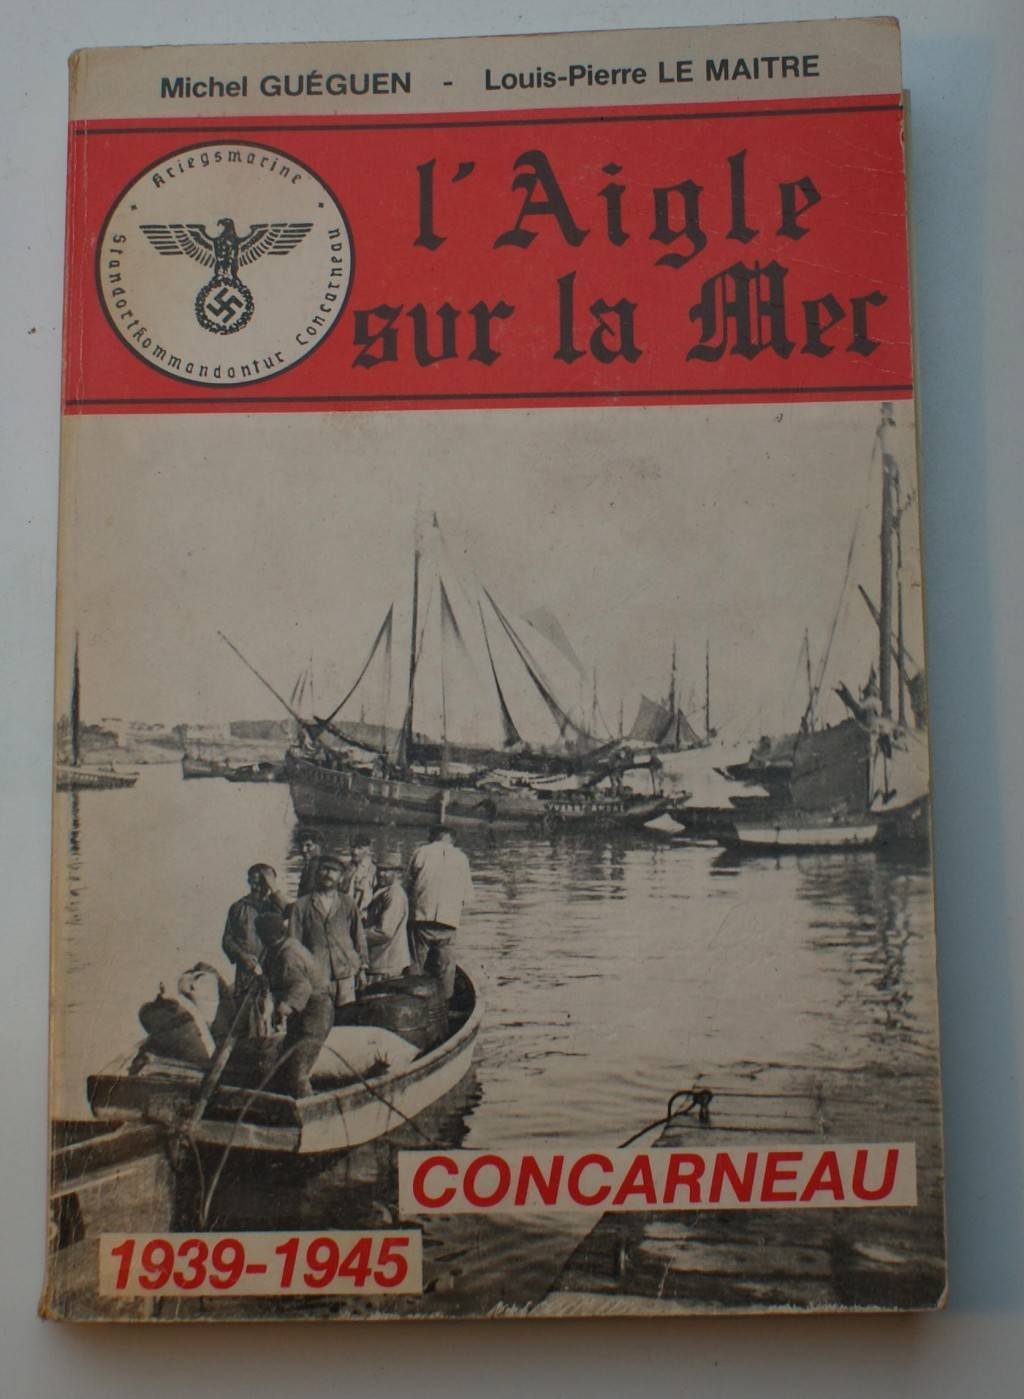 Michel GUÉGUEN - Louis-Pierre LE MAITRE
Kriegsmarine
Standortkommandantur Concarneau
l'Aigle
sur la Mer
CONCARNEAU
1939-1945